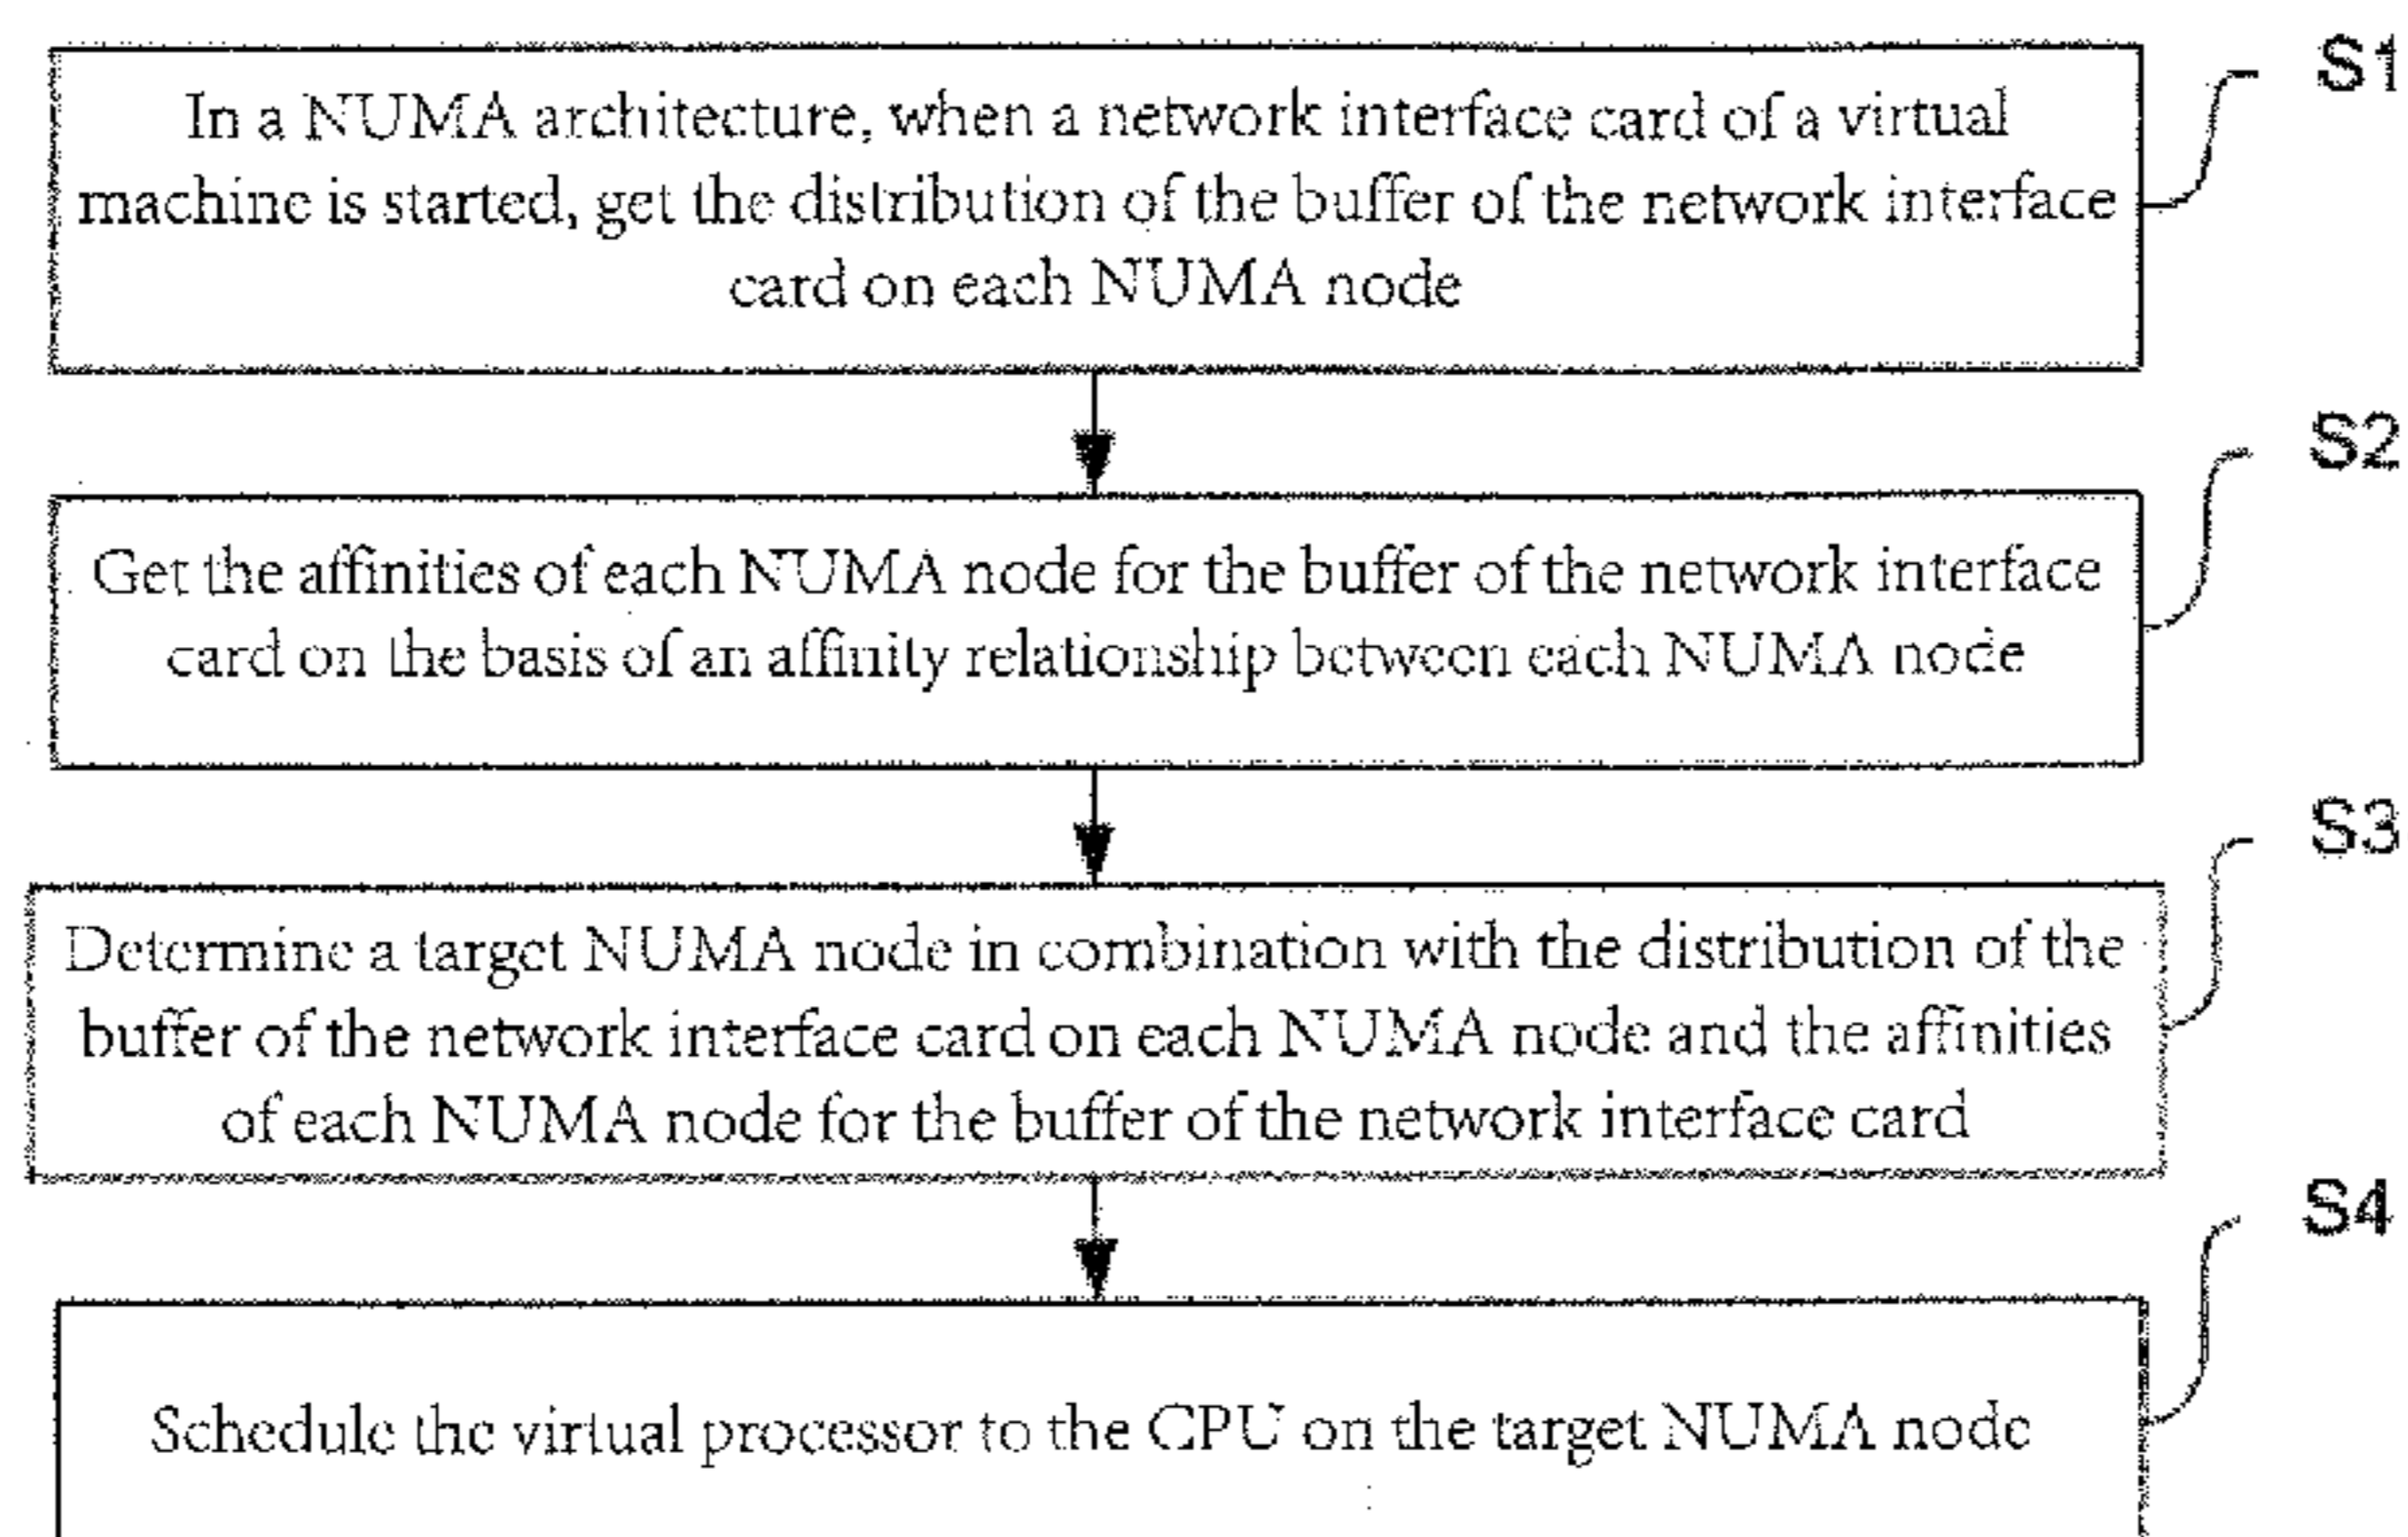 S1
In a NUMA architecture, when a network interface card of a virtual
machine is started, get the distribution of the buffer of the network interface
card on each NUMA node
S2
Get the affinities of each NUMA node for the buffer of the network interface
card on the basis of an affinity relationship between each NUMA node
S3
Determine a target NUMA node in combination with the distribution of the
buffer of the network interface card on each NUMA node and the affinities
of each NUMA node for the buffer of the network interface card
S4
Schedule the virtual processor to the CPU on the target NUMA node